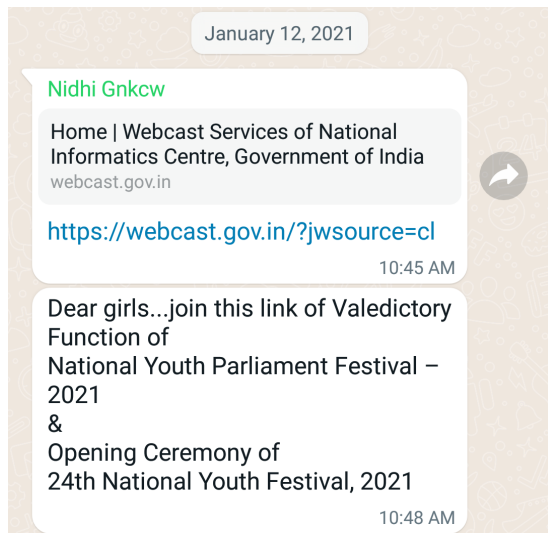 January 12, 2021
Nidhi Gnkcw
Home | Webcast Services of National
Informatics Centre, Government of India
webcast.gov.in
https://webcast.gov.in/?jwsource=cl
10:45 AM
Dear girls...join this link of Valedictory
Function of
National Youth Parliament Festival –
2021
&
Opening Ceremony of
24th National Youth Festival, 2021
10:48 AM